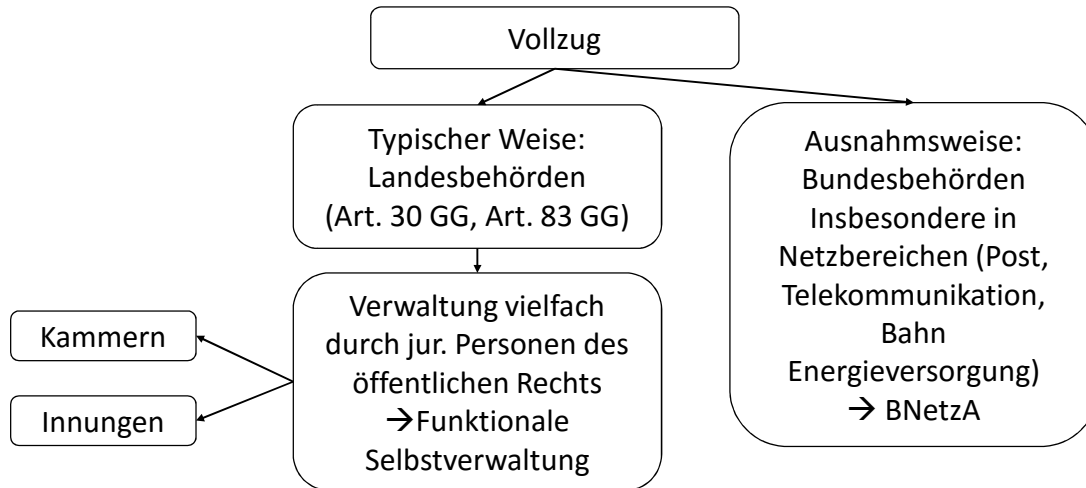 Vollzug
Typischer Weise:
Landesbehörden
(Art. 30 GG, Art. 83 GG)
Ausnahmsweise:
Bundesbehörden
Insbesondere in
Netzbereichen (Post,
Telekommunikation,
Bahn
Energieversorgung)
→ BNetzA
Verwaltung vielfach
durch jur. Personen des
öffentlichen Rechts
→Funktionale
Selbstverwaltung
Kammern
Innungen